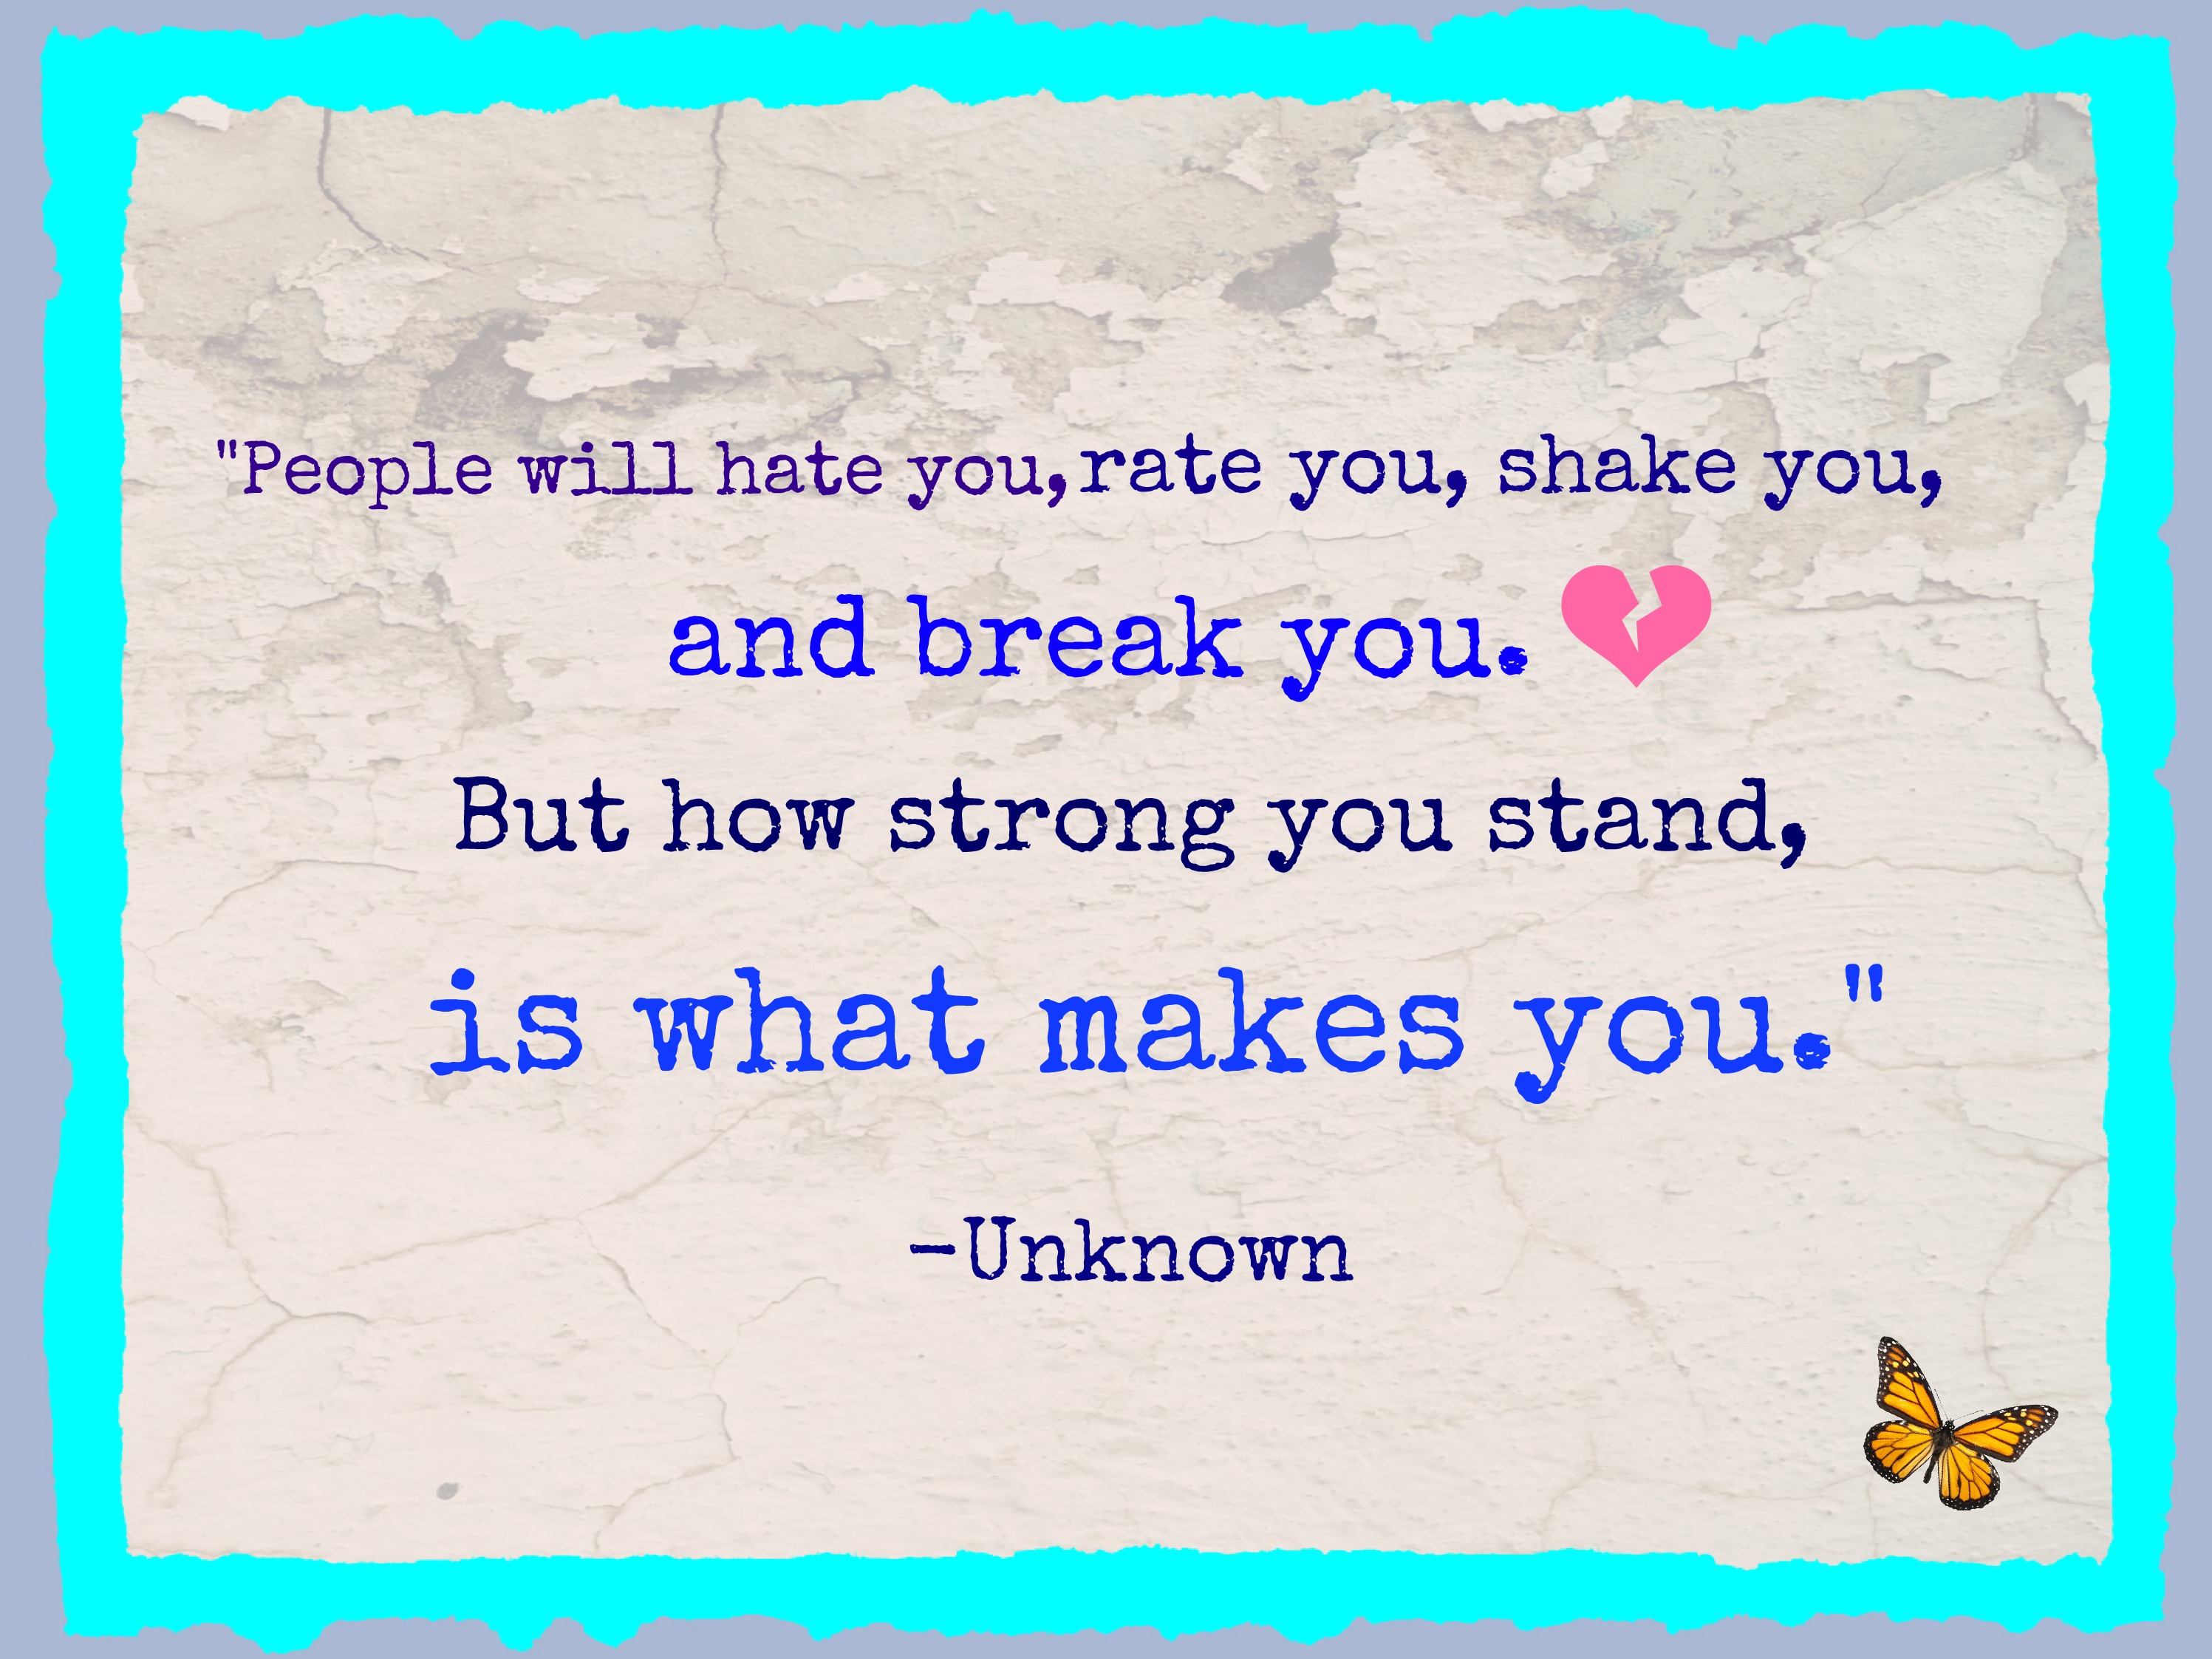 "People will hate you,rate you, shake you,
and break you.
But how strong you stand,
is what makes you."
-Unknown